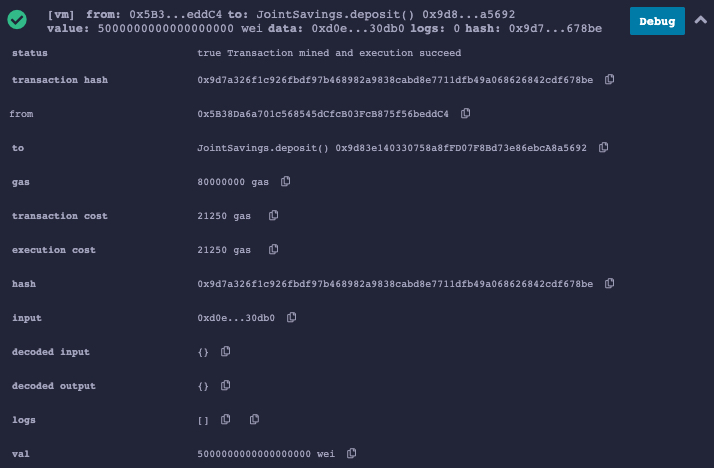 [vm] from: 0x5B3...eddC4 to: JointSavings.deposit() 0x9d8...a5692
value: 5000000000000000000 wei data: 0xd0e...30db0 logs: 0 hash: 0x9d7...678be
Debug
status true Transaction mined and execution succeed
transaction hash 0x9d7a326f1c926fbdf97b468982a9838cabd8e7711dfb49a068626842cdf678be
from 0x5B38Da6a701c568545dCfcB03FcB875f56beddC4
to JointSavings.deposit() 0x9d83e140330758a8fFD07F8Bd73e86ebcA8a5692
gas 80000000 gas
transaction cost 21250 gas
execution cost 21250 gas
hash 0x9d7a326f1c926fbdf97b468982a9838cabd8e7711dfb49a068626842cdf678be
input 0xd0e...30db0
decoded input {}
decoded output {}
logs []
val 5000000000000000000 wei